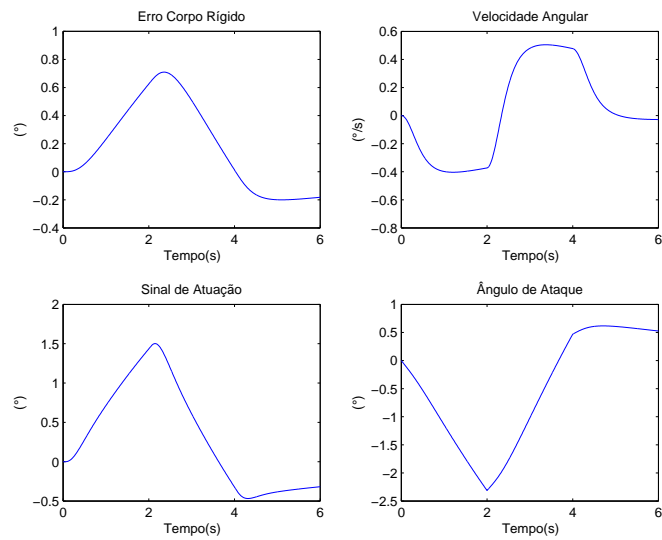 Erro Corpo Rígido
1
0.8
0.6
0.4
0.2
0
−0.2
−0.4
(°)
0 2 4 6
Tempo(s)
Velocidade Angular
0.6
0.4
0.2
0
−0.2
−0.4
−0.6
−0.8
(°/s)
0 2 4 6
Tempo(s)
Sinal de Atuação
2
1.5
1
0.5
0
−0.5
(°)
0 2 4 6
Tempo(s)
Ângulo de Ataque
1
0.5
0
−0.5
−1
−1.5
−2
−2.5
(°)
0 2 4 6
Tempo(s)